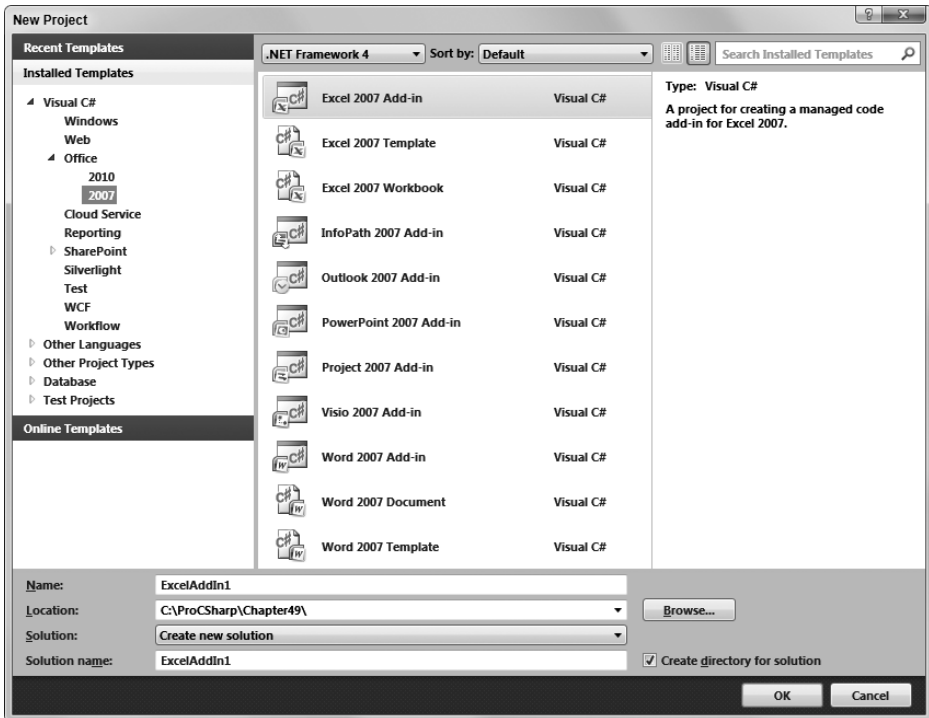 New Project
Recent Templates
Installed Templates
Visual C#
Windows
Web
Office
2010
2007
Cloud Service
Reporting
SharePoint
Silverlight
Test
WCF
Workflow
Other Languages
Other Project Types
Database
Test Projects
Online Templates
.NET Framework 4 Sort by: Default
Search Installed Templates
Excel 2007 Add-in Visual C#
Excel 2007 Template Visual C#
Excel 2007 Workbook Visual C#
InfoPath 2007 Add-in Visual C#
Outlook 2007 Add-in Visual C#
PowerPoint 2007 Add-in Visual C#
Project 2007 Add-in Visual C#
Visio 2007 Add-in Visual C#
Word 2007 Add-in Visual C#
Word 2007 Document Visual C#
Word 2007 Template Visual C#
Type: Visual C#
A project for creating a managed code
add-in for Excel 2007.
Name: ExcelAddIn1
Location: C:\ProCSharp\Chapter49\ Browse...
Solution: Create new solution
Solution name: ExcelAddIn1 Create directory for solution
OK Cancel